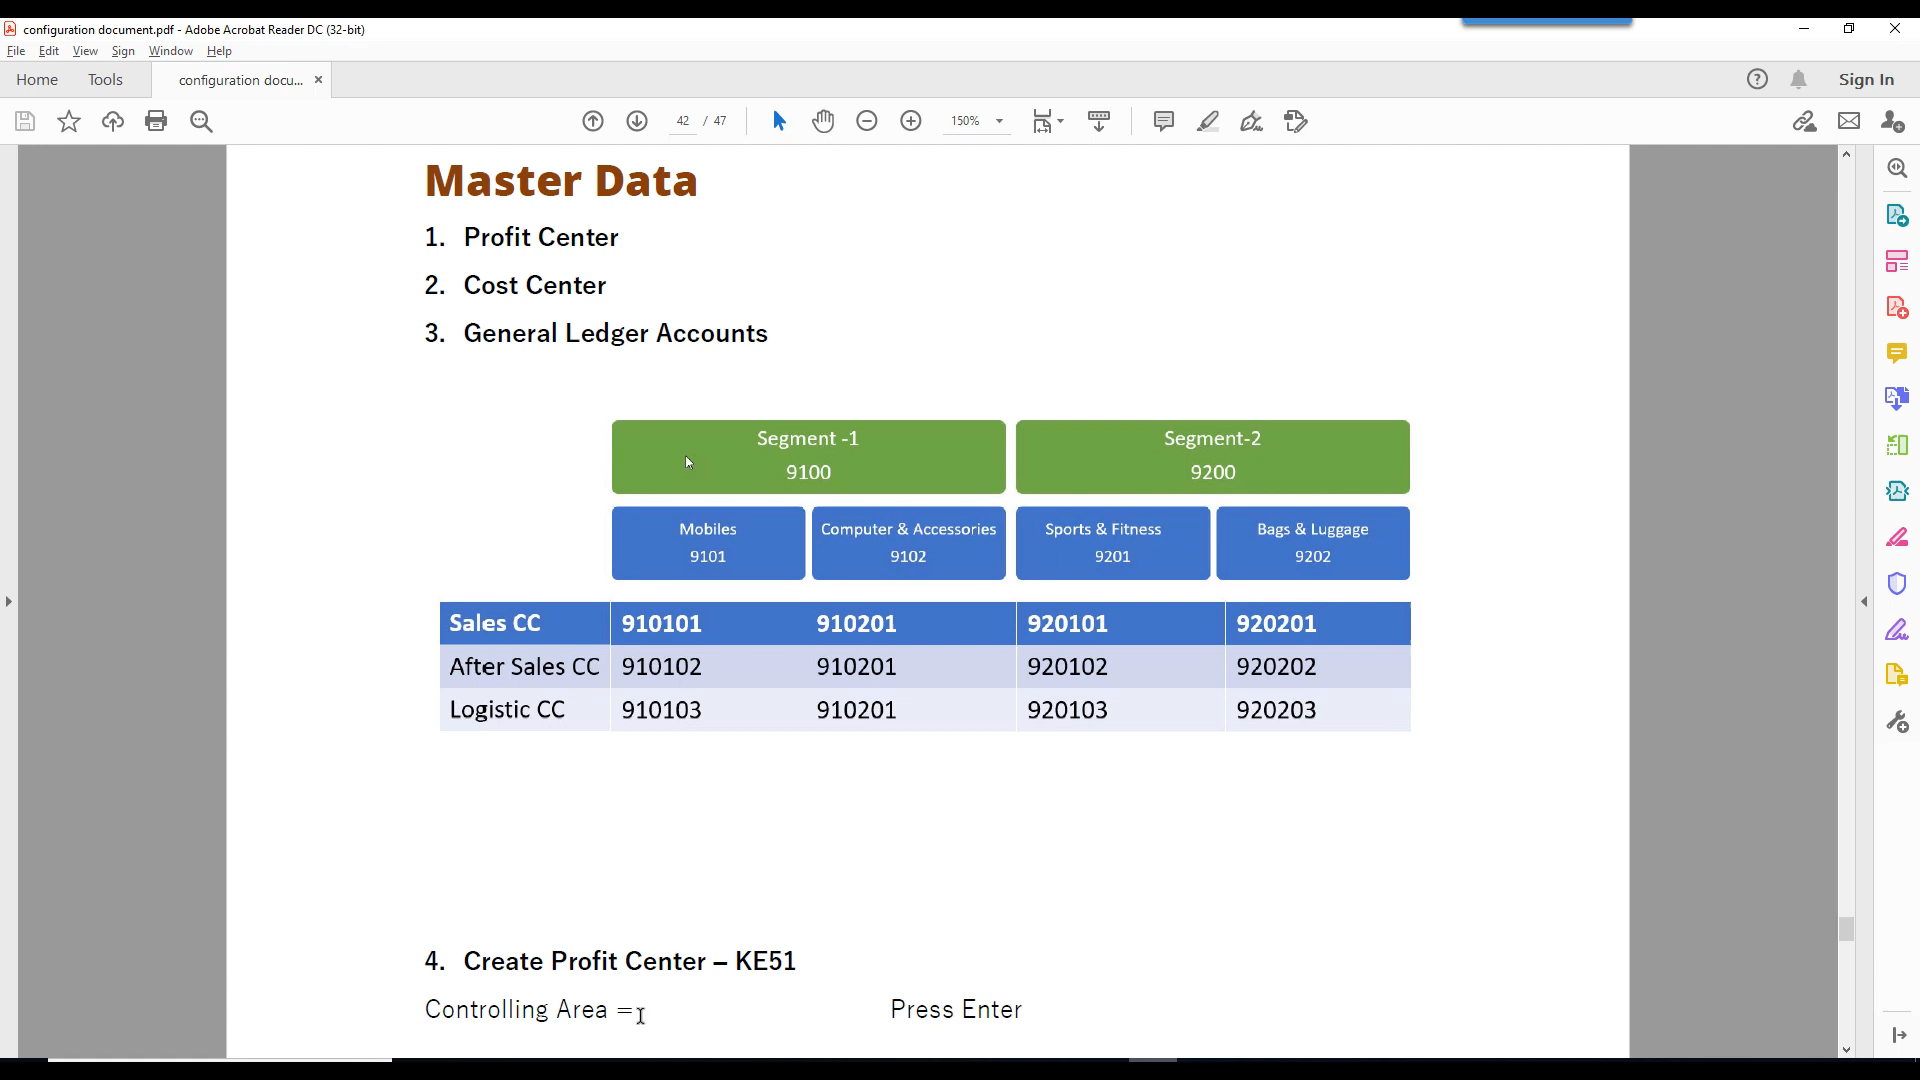 configuration document.pdf - Adobe Acrobat Reader DC (32-bit)
File Edit View Sign Window Help
Home Tools configuration docu... Sign In
42 / 47 150%
Master Data
1. Profit Center
2. Cost Center
3. General Ledger Accounts
Segment -1 Segment-2
9100 9200
Mobiles Computer & Accessories Sports & Fitness Bags & Luggage
9101 9102 9201 9202
Sales CC 910101 910201 920101 920201
After Sales CC 910102 910201 920102 920202
Logistic CC 910103 910201 920103 920203
4. Create Profit Center – KE51
Controlling Area = Press Enter